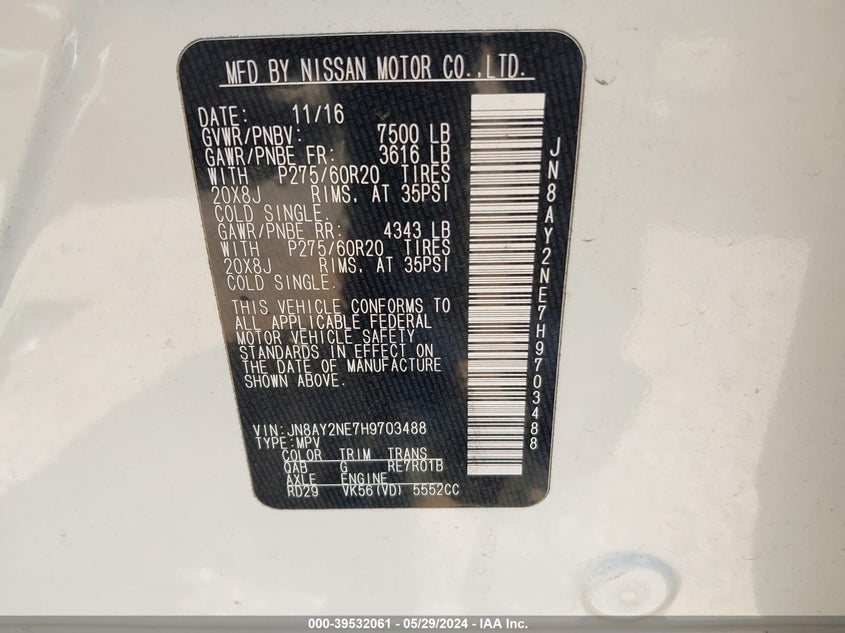 MFD BY NISSAN MOTOR CO.,LTD.
DATE: 11/16
GVWR/PNBV: 7500 LB
GAWR/PNBE FR: 3616 LB
WITH P275/60R20 TIRES
20X8J RIMS, AT 35PSI
COLD SINGLE.
GAWR/PNBE RR: 4343 LB
WITH P275/60R20 TIRES
20X8J RIMS, AT 35PSI
COLD SINGLE.
THIS VEHICLE CONFORMS TO
ALL APPLICABLE FEDERAL
MOTOR VEHICLE SAFETY
STANDARDS IN EFFECT ON
THE DATE OF MANUFACTURE
SHOWN ABOVE.
VIN:JN8AY2NE7H9703488
TYPE:MPV
COLOR TRIM TRANS
QAB G RE7R01B
AXLE ENGINE
RD29 VK56(VD) 5552CC
JN8AY2NE7H9703488
000-39532061 - 05/29/2024 - IAA Inc.